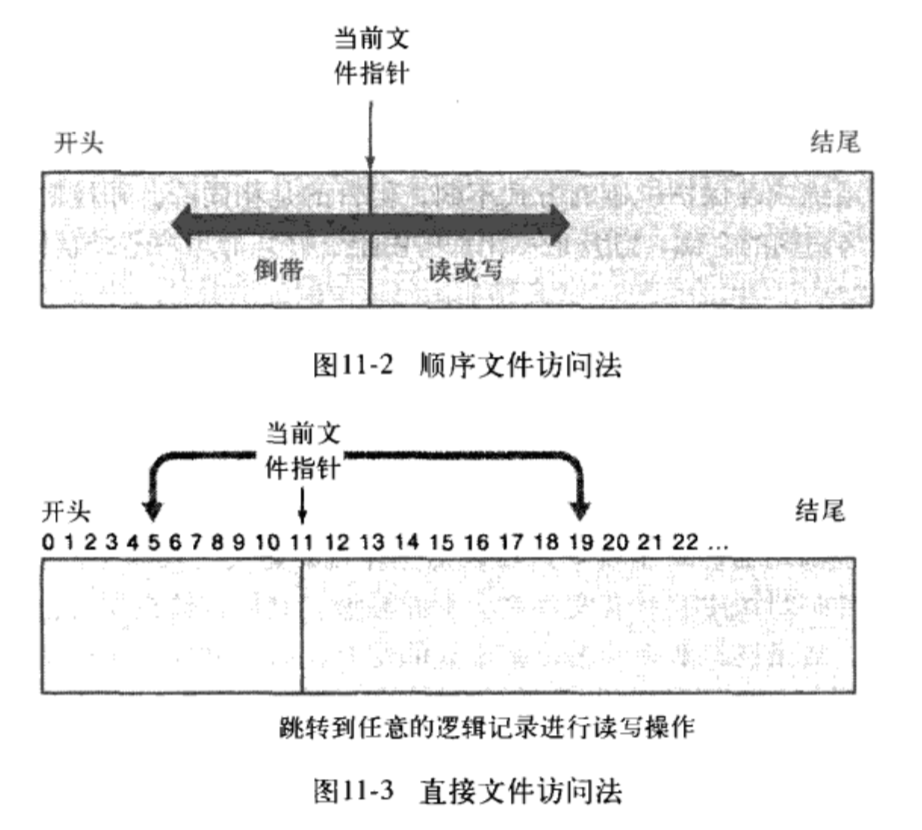 当前文
件指针
开头
结尾
倒带
读或写
图11-2 顺序文件访问法
当前文
件指针
开头
结尾
0 1 2 3 4 5 6 7 8 9 10 11 12 13 14 15 16 17 18 19 20 21 22 ...
跳转到任意的逻辑记录进行读写操作
图11-3 直接文件访问法